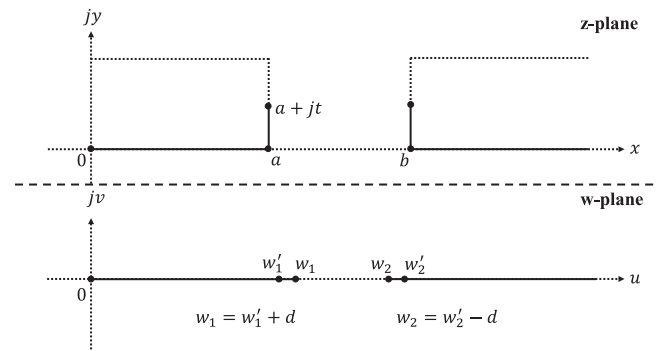 jy
z-plane
a + jt
0
a
b
x
jv
w-plane
w′₁
w₁
w₂
w′₂
u
0
w₁ = w′₁ + d
w₂ = w′₂ − d